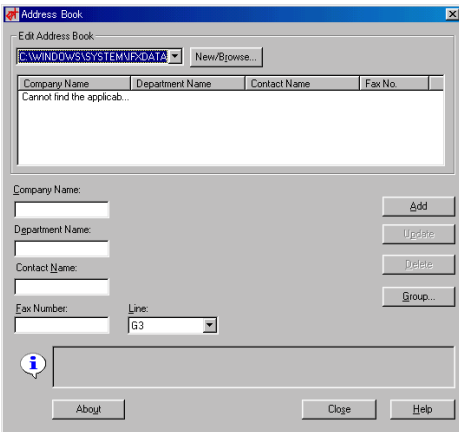 Address Book
Edit Address Book
C:\WINDOWS\SYSTEM\IFXDATA
New/Browse...
Company Name Department Name Contact Name Fax No.
Cannot find the applicab...
Company Name:
Add
Department Name:
Update
Contact Name:
Delete
Group...
Fax Number: Line:
G3
i
About Close Help